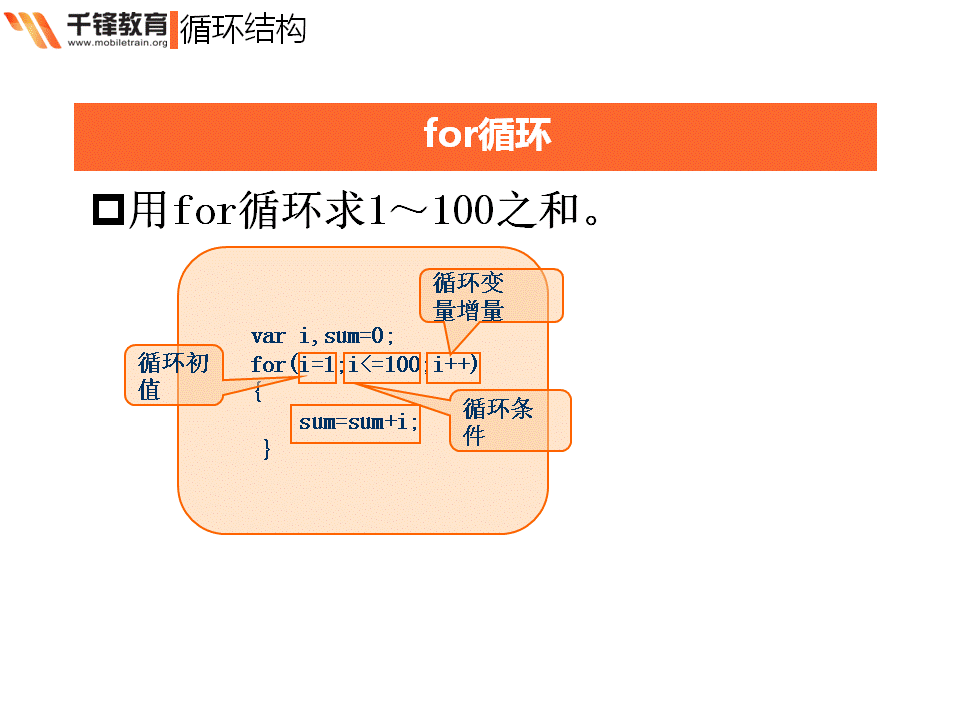 千锋教育
www.mobiletrain.org
循环结构
for循环
用for循环求1～100之和。
循环变
量增量
var i,sum=0;
循环初
值
for(i=1;i<=100;i++)
{
循环条
件
sum=sum+i;
}